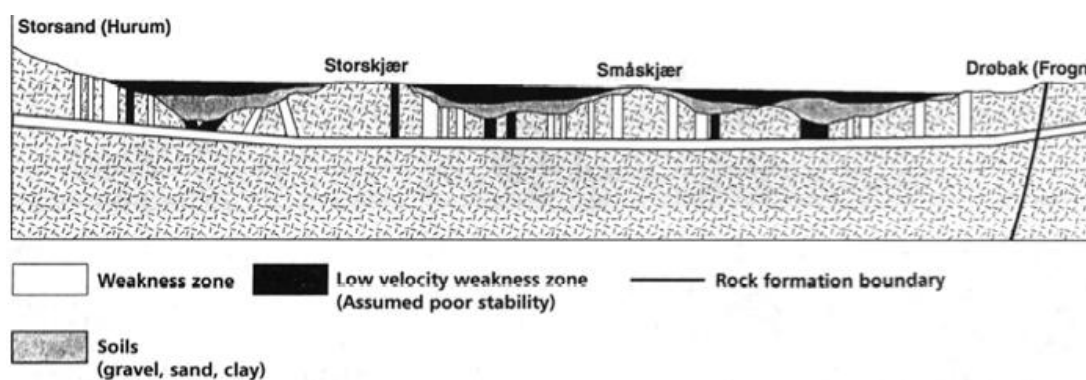 Storsand (Hurum)
Storskjær
Småskjær
Drøbak (Frogn
Weakness zone
Low velocity weakness zone
(Assumed poor stability)
Rock formation boundary
Soils
(gravel, sand, clay)